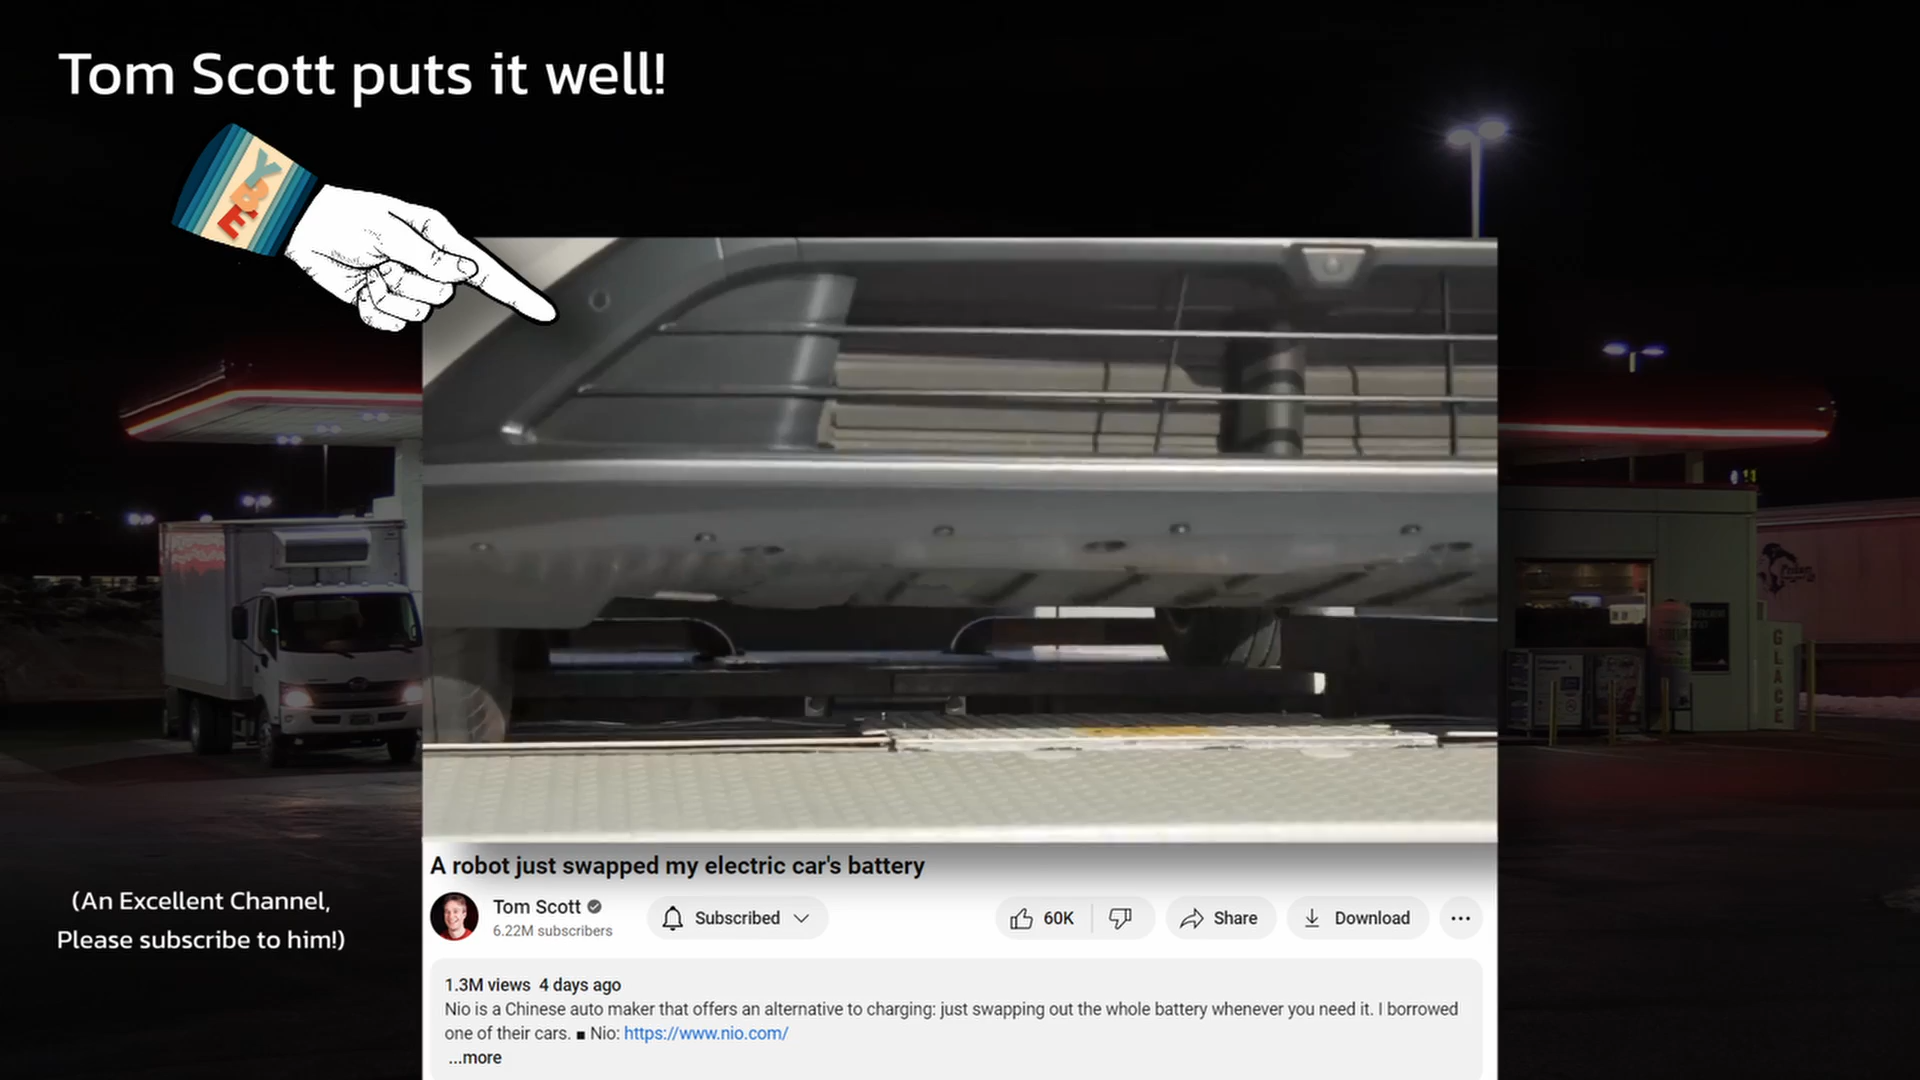 Tom Scott puts it well!
YBE
GLACE
A robot just swapped my electric car's battery
Tom Scott
6.22M subscribers
Subscribed
60K
Share
Download
(An Excellent Channel,
Please subscribe to him!)
1.3M views 4 days ago
Nio is a Chinese auto maker that offers an alternative to charging: just swapping out the whole battery whenever you need it. I borrowed
one of their cars. ■ Nio: https://www.nio.com/
...more